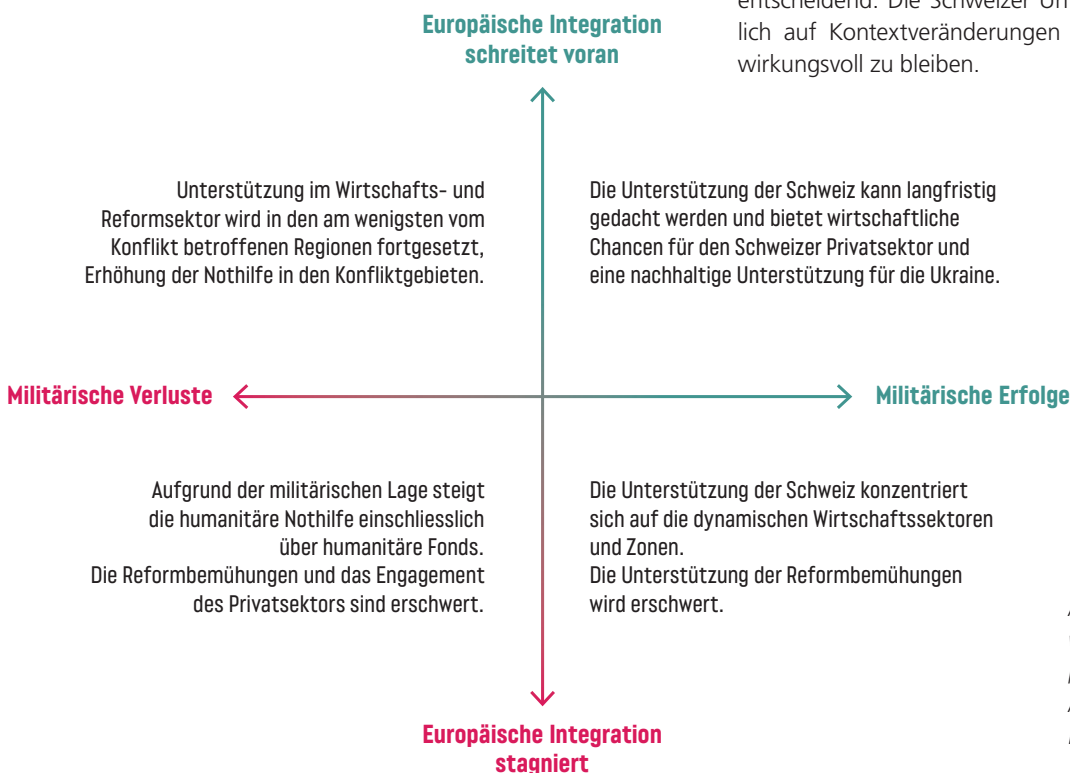 entscheidend. Die Schweizer
lich auf Kontextveränderungen
wirkungsvoll zu bleiben.
Europäische Integration
schreitet voran
Unterstützung im Wirtschafts- und
Reformsektor wird in den am wenigsten vom
Konflikt betroffenen Regionen fortgesetzt,
Erhöhung der Nothilfe in den Konfliktgebieten.
Die Unterstützung der Schweiz kann langfristig
gedacht werden und bietet wirtschaftliche
Chancen für den Schweizer Privatsektor und
eine nachhaltige Unterstützung für die Ukraine.
Militärische Verluste
Militärische Erfolge
Aufgrund der militärischen Lage steigt
die humanitäre Nothilfe einschliesslich
über humanitäre Fonds.
Die Reformbemühungen und das Engagement
des Privatsektors sind erschwert.
Die Unterstützung der Schweiz konzentriert
sich auf die dynamischen Wirtschaftssektoren
und Zonen.
Die Unterstützung der Reformbemühungen
wird erschwert.
Europäische Integration
stagniert